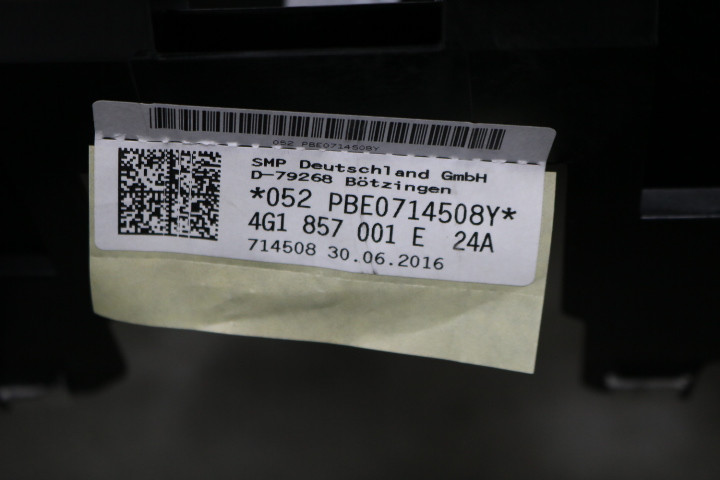 052 PBE0714508Y
SMP Deutschland GmbH
D-79268 Bötzingen
*052 PBE0714508Y*
4G1 857 001 E 24A
714508 30.06.2016